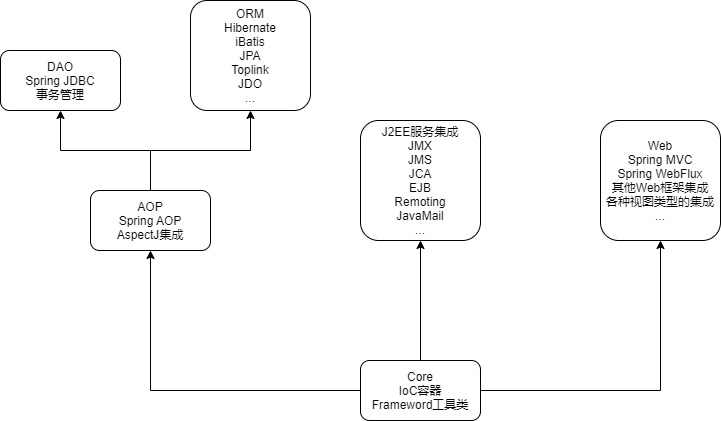 ORM
Hibernate
iBatis
JPA
Toplink
JDO
...
DAO
Spring JDBC
事务管理
J2EE服务集成
JMX
JMS
JCA
EJB
Remoting
JavaMail
...
Web
Spring MVC
Spring WebFlux
其他Web框架集成
各种视图类型的集成
...
AOP
Spring AOP
AspectJ集成
Core
IoC容器
Frameword工具类